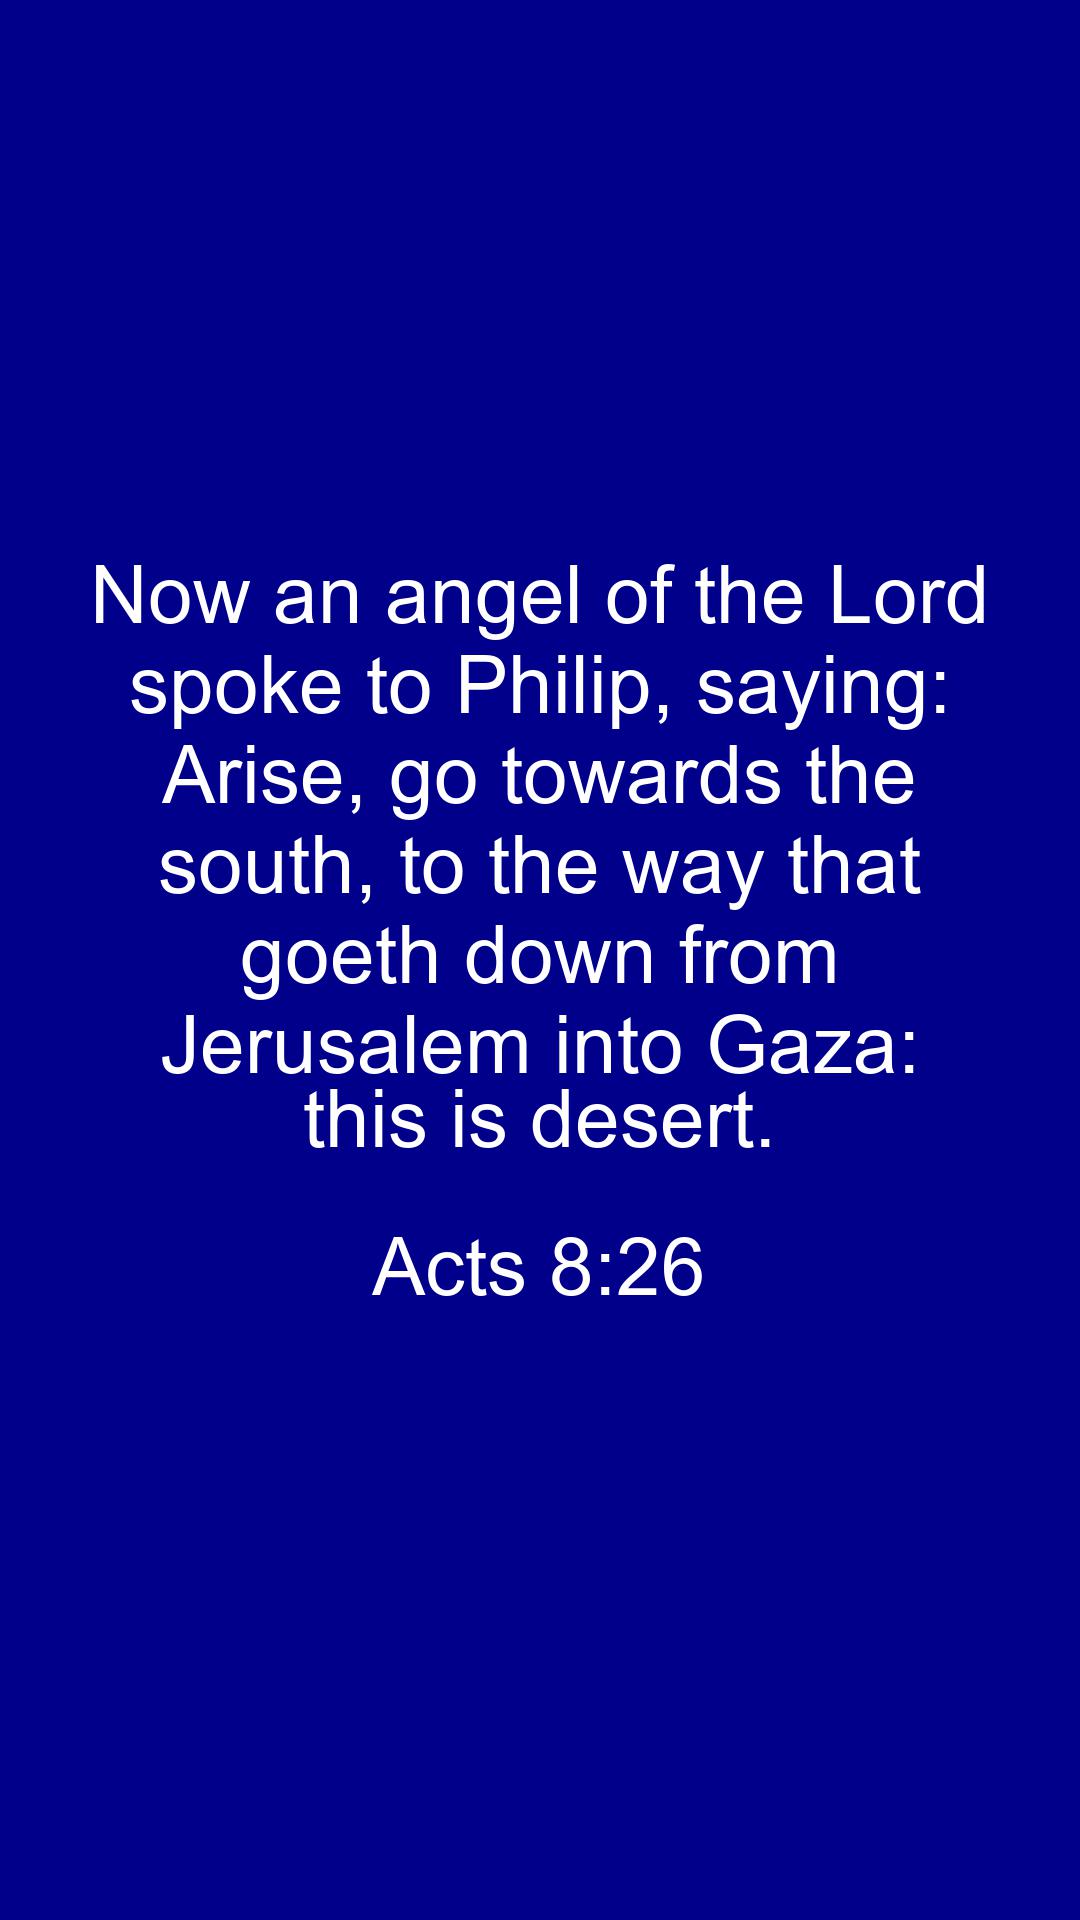 Now an angel of the Lord
spoke to Philip, saying:
Arise, go towards the
south, to the way that
goeth down from
Jerusalem into Gaza:
this is desert.
Acts 8:26